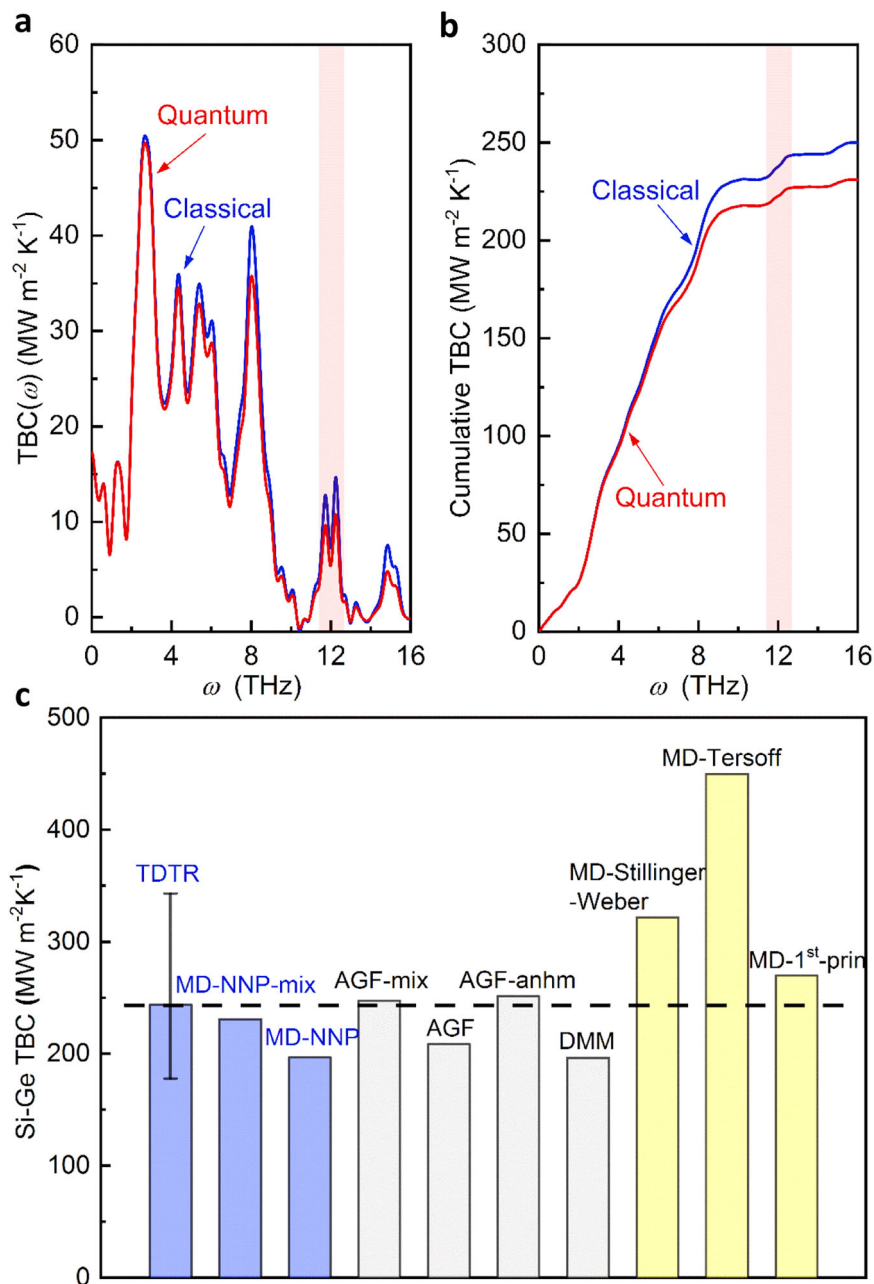 a
60
50
40
30
20
10
0
TBC(ω) (MW m⁻² K⁻¹)
Quantum
Classical
0 4 8 12 16
ω (THz)
b
300
250
200
150
100
50
0
Cumulative TBC (MW m⁻² K⁻¹)
Classical
Quantum
0 4 8 12 16
ω (THz)
c
500
400
300
200
100
0
Si-Ge TBC (MW m⁻²K⁻¹)
MD-Tersoff
TDTR
MD-Stillinger
-Weber
MD-NNP-mix
AGF-mix
AGF-anhm
MD-1ˢᵗ-prin
MD-NNP
AGF
DMM